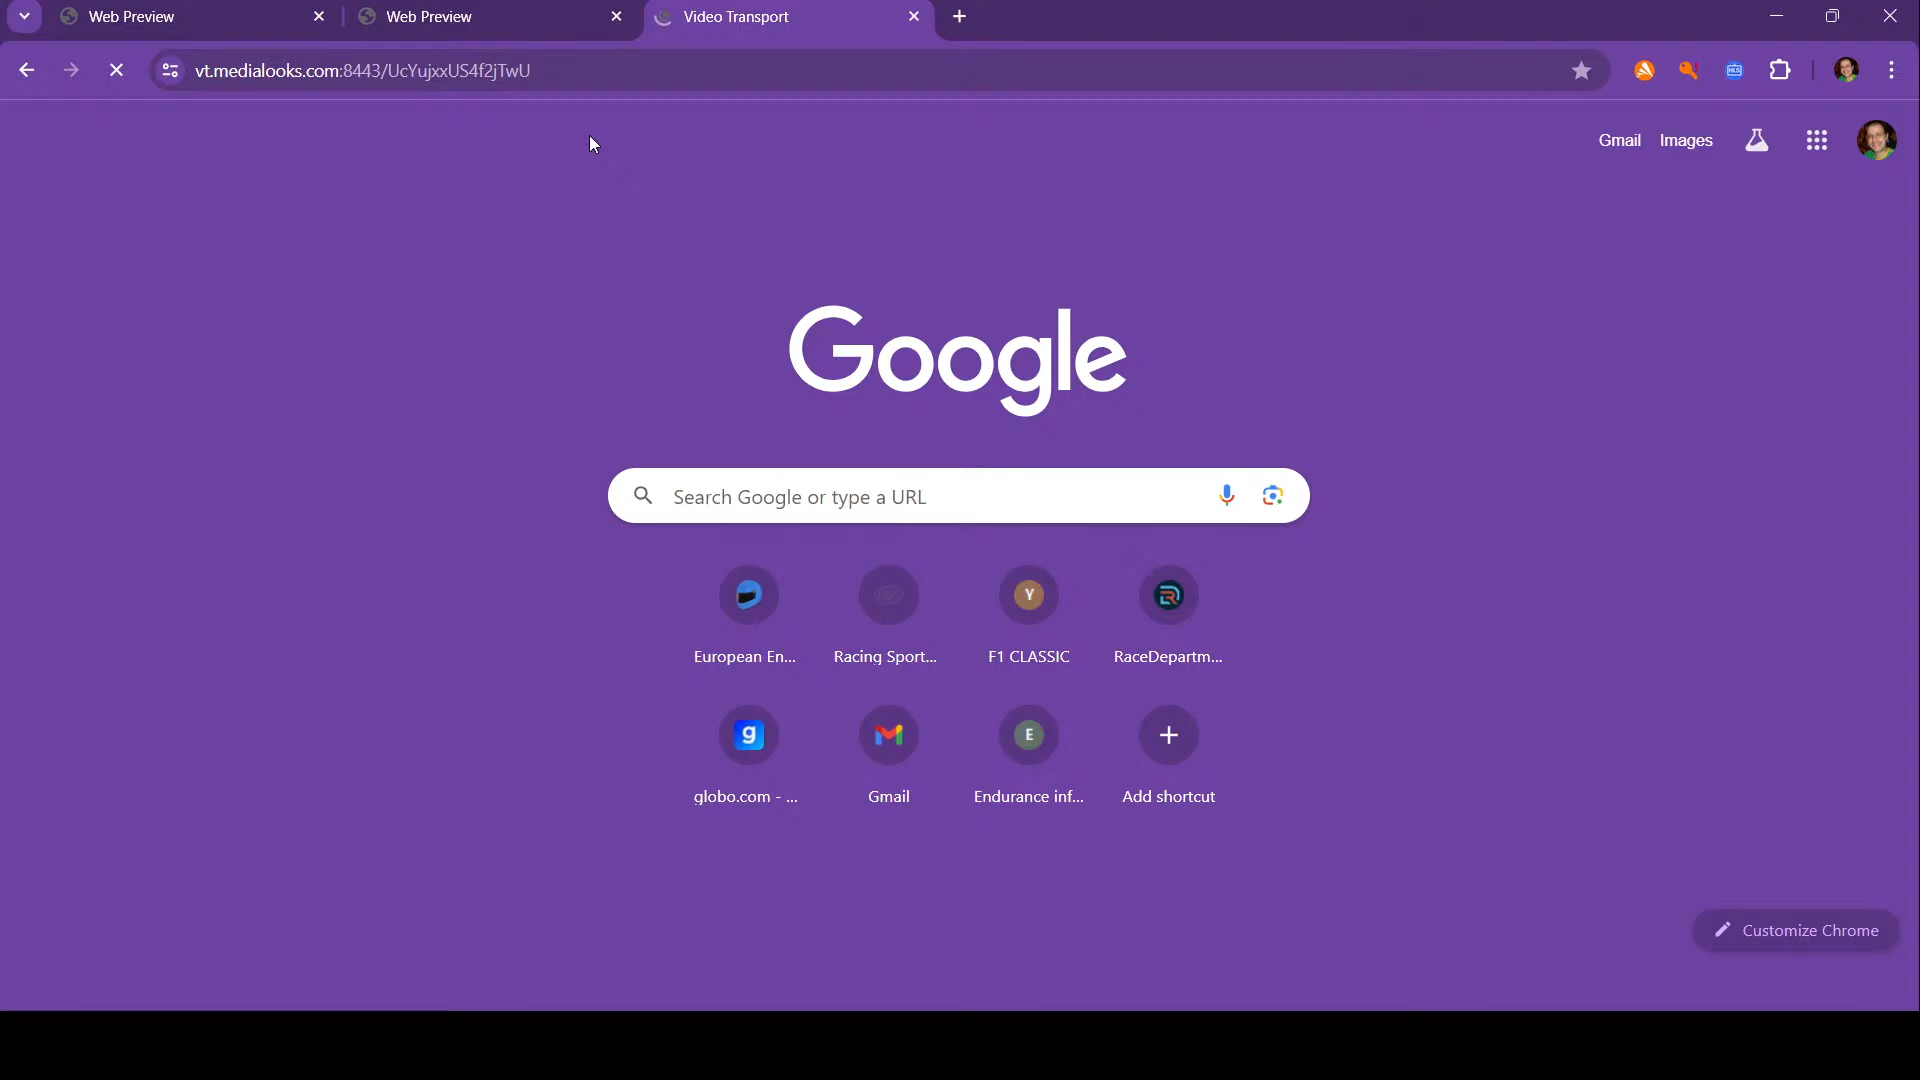 Web Preview
Web Preview
Video Transport
vt.medialooks.com:8443/UcYujxxUS4f2jTwU
HLS
Gmail Images
Google
Search Google or type a URL
Y
European En...
Racing Sport...
F1 CLASSIC
RaceDepartm...
g
E
globo.com - ...
Gmail
Endurance inf...
Add shortcut
Customize Chrome